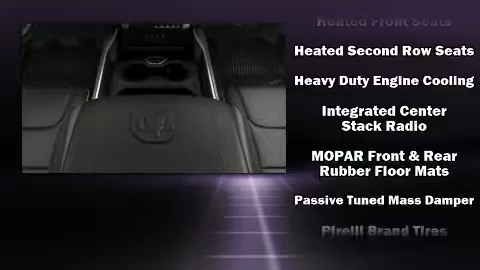 Heated Front Seats
Heated Second Row Seats
Heavy Duty Engine Cooling
Integrated Center
Stack Radio
MOPAR Front & Rear
Rubber Floor Mats
Passive Tuned Mass Damper
Pirelli Brand Tires